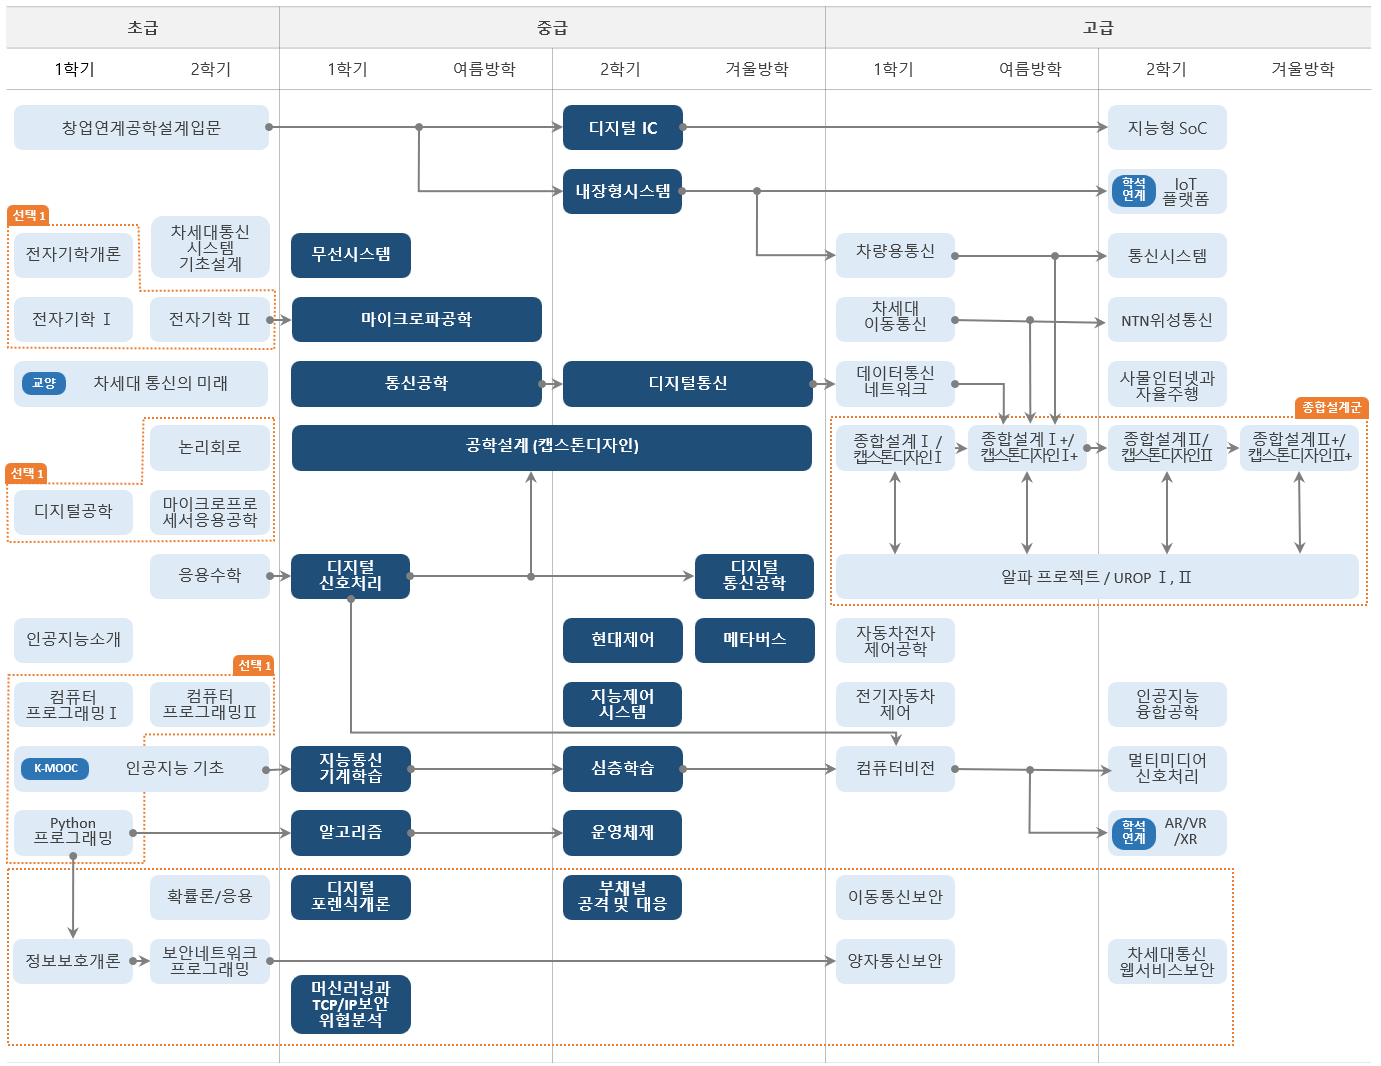 초급
중급
고급
1학기
2학기
1학기
여름방학
2학기
겨울방학
1학기
여름방학
2학기
겨울방학
창업연계공학설계입문
디지털 IC
지능형 SoC
내장형시스템
학석
연계
IoT
플랫폼
선택 1
전자기학개론
차세대통신
시스템
기초설계
무선시스템
차량용통신
통신시스템
전자기학 Ⅰ
전자기학 Ⅱ
마이크로파공학
차세대
이동통신
NTN위성통신
교양
차세대 통신의 미래
통신공학
디지털통신
데이터통신
네트워크
사물인터넷과
자율주행
종합설계군
논리회로
공학설계 (캡스톤디자인)
종합설계Ⅰ/
캡스톤디자인Ⅰ
종합설계Ⅰ+/
캡스톤디자인Ⅰ+
종합설계Ⅱ/
캡스톤디자인Ⅱ
종합설계Ⅱ+/
캡스톤디자인Ⅱ+
선택 1
디지털공학
마이크로프로
세서응용공학
응용수학
디지털
신호처리
디지털
통신공학
알파 프로젝트 / UROP Ⅰ, Ⅱ
인공지능소개
현대제어
메타버스
자동차전자
제어공학
선택 1
컴퓨터
프로그래밍Ⅰ
컴퓨터
프로그래밍Ⅱ
지능제어
시스템
전기자동차
제어
인공지능
융합공학
K-MOOC
인공지능 기초
지능통신
기계학습
심층학습
컴퓨터비전
멀티미디어
신호처리
Python
프로그래밍
알고리즘
운영체제
학석
연계
AR/VR
/XR
확률론/응용
디지털
포렌식개론
부채널
공격 및 대응
이동통신보안
정보보호개론
보안네트워크
프로그래밍
양자통신보안
차세대통신
웹서비스보안
머신러닝과
TCP/IP보안
위협분석